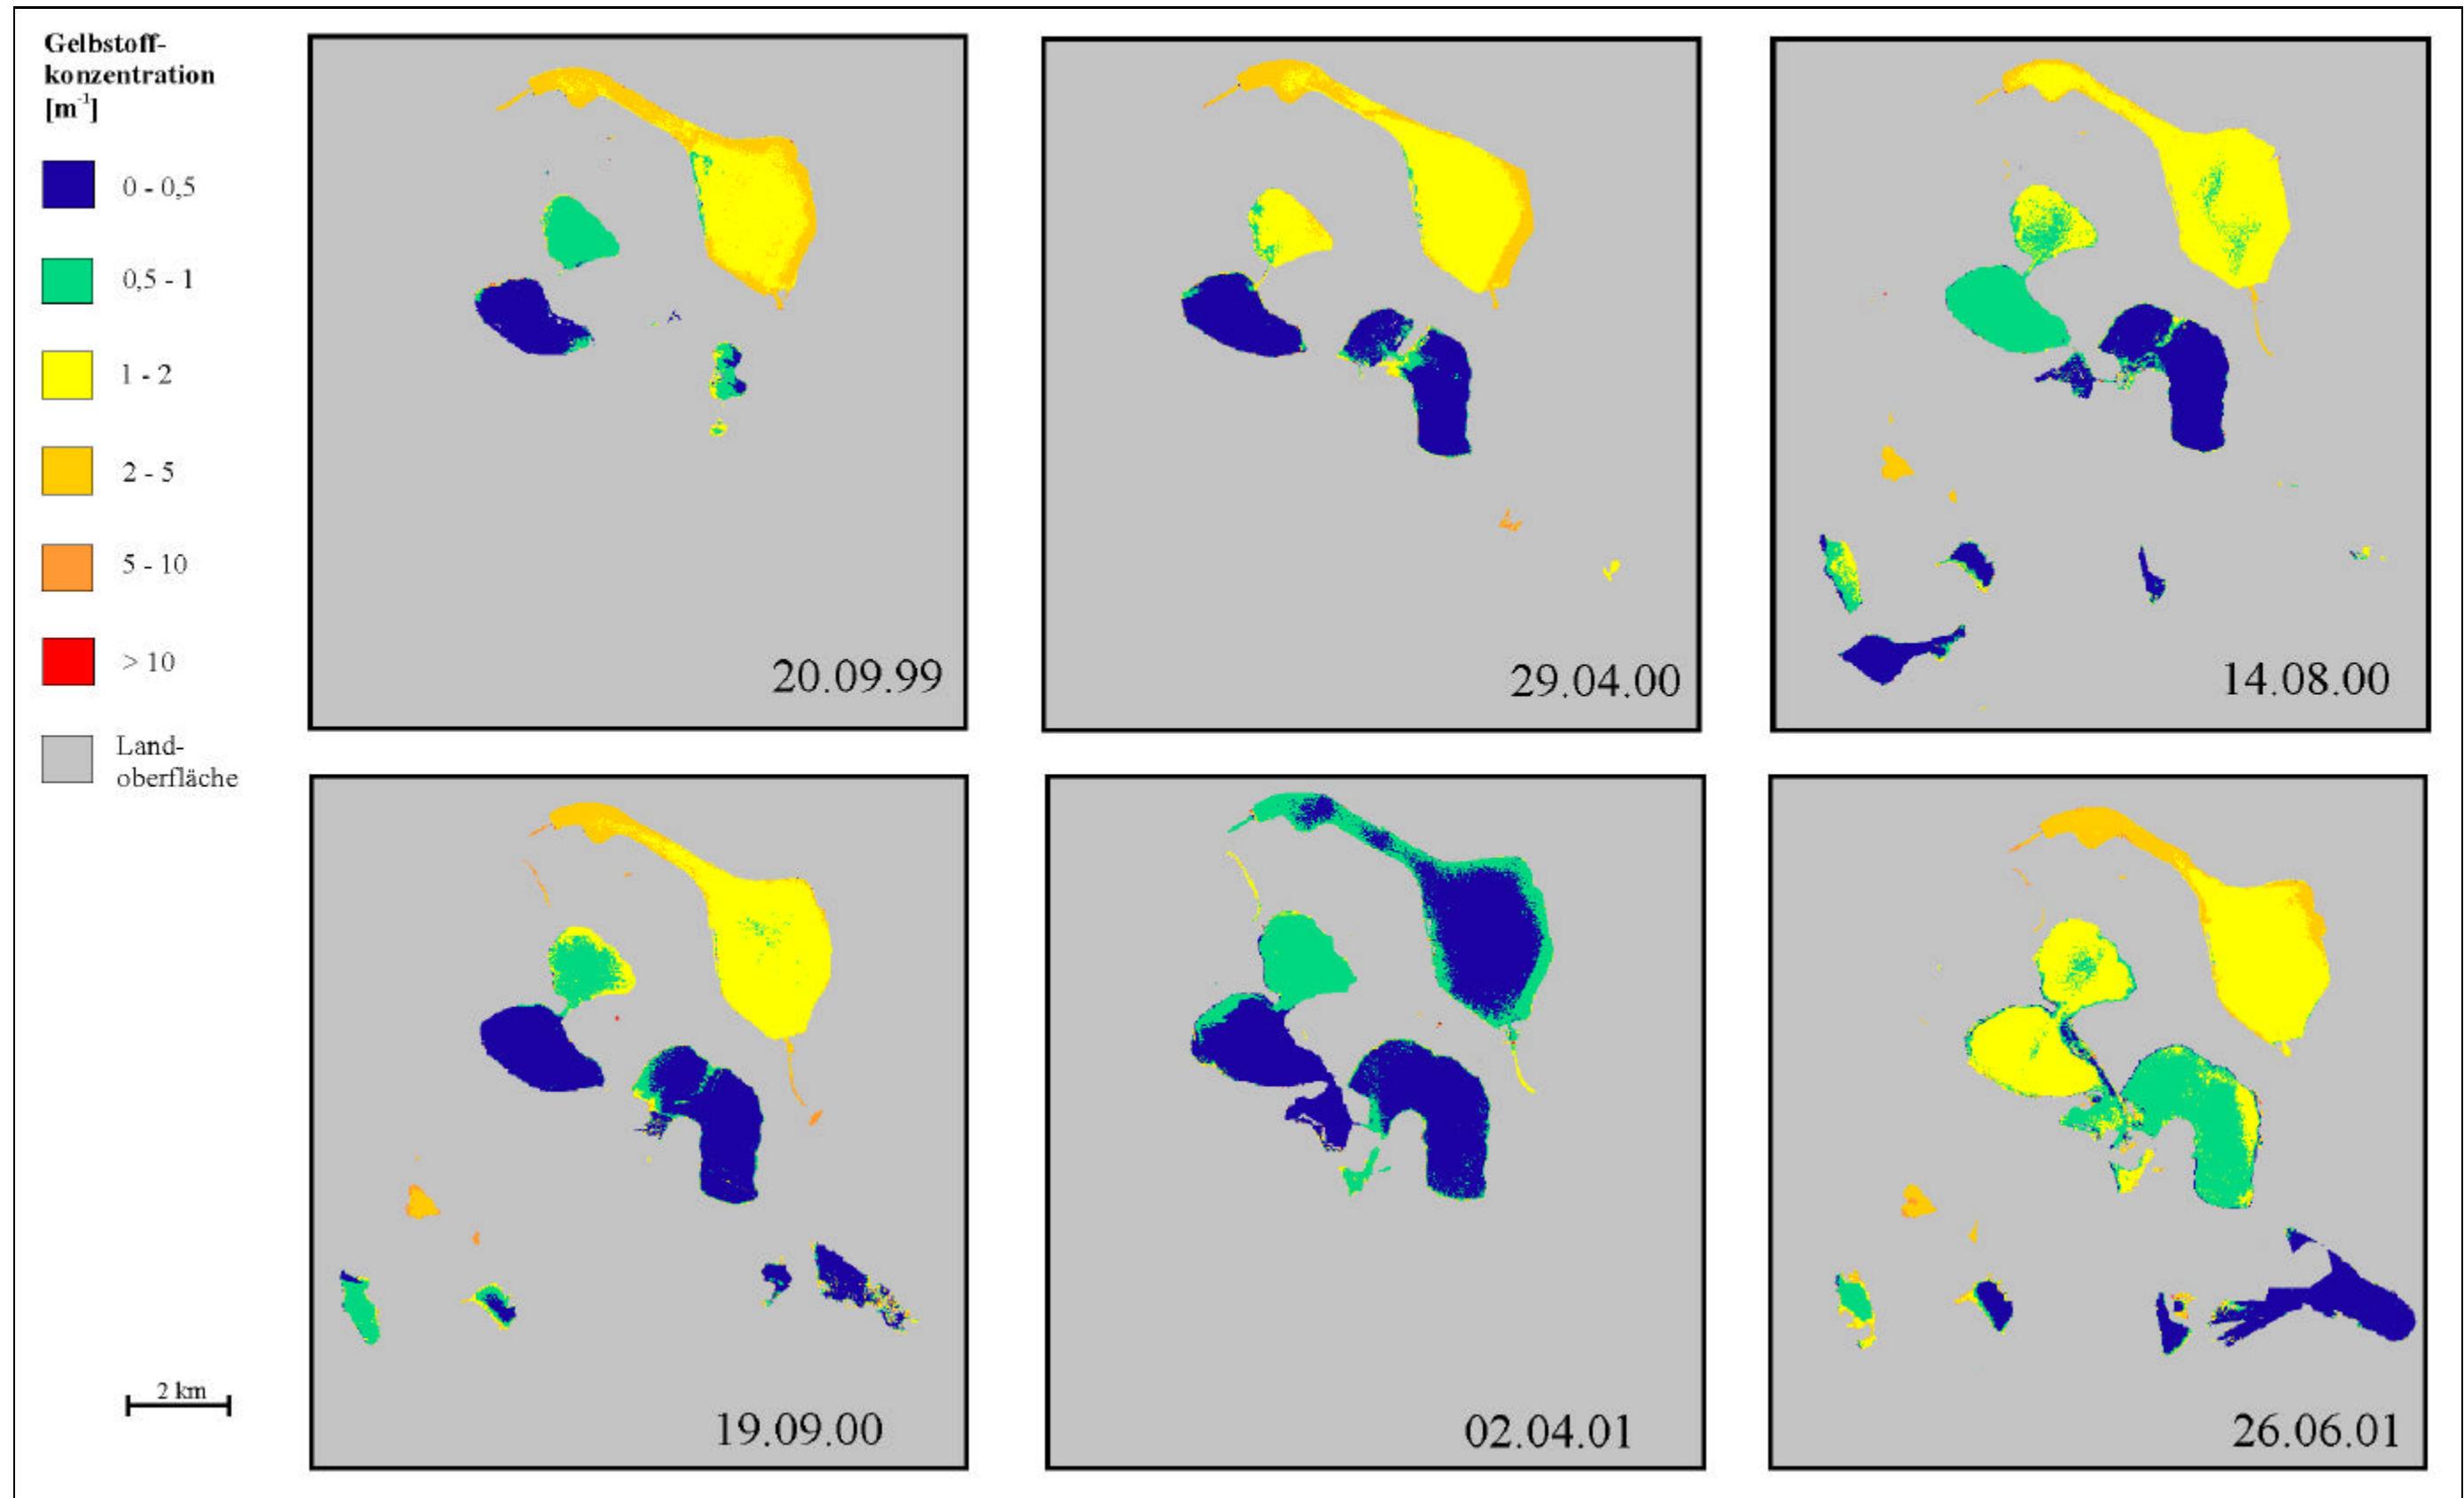 Gelbstoff-
konzentration
[m⁻¹]
0 - 0,5
0,5 - 1
1 - 2
2 - 5
5 - 10
> 10
Land-
oberfläche
2 km
20.09.99
29.04.00
14.08.00
19.09.00
02.04.01
26.06.01